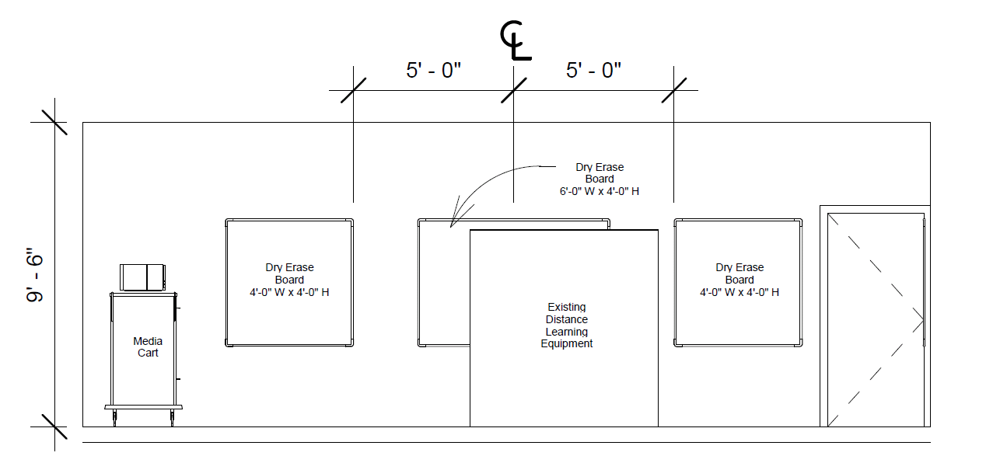 CL
5' - 0"
5' - 0"
9' - 6"
Dry Erase
Board
6'-0" W x 4'-0" H
Dry Erase
Board
4'-0" W x 4'-0" H
Dry Erase
Board
4'-0" W x 4'-0" H
Existing
Distance
Learning
Equipment
Media
Cart